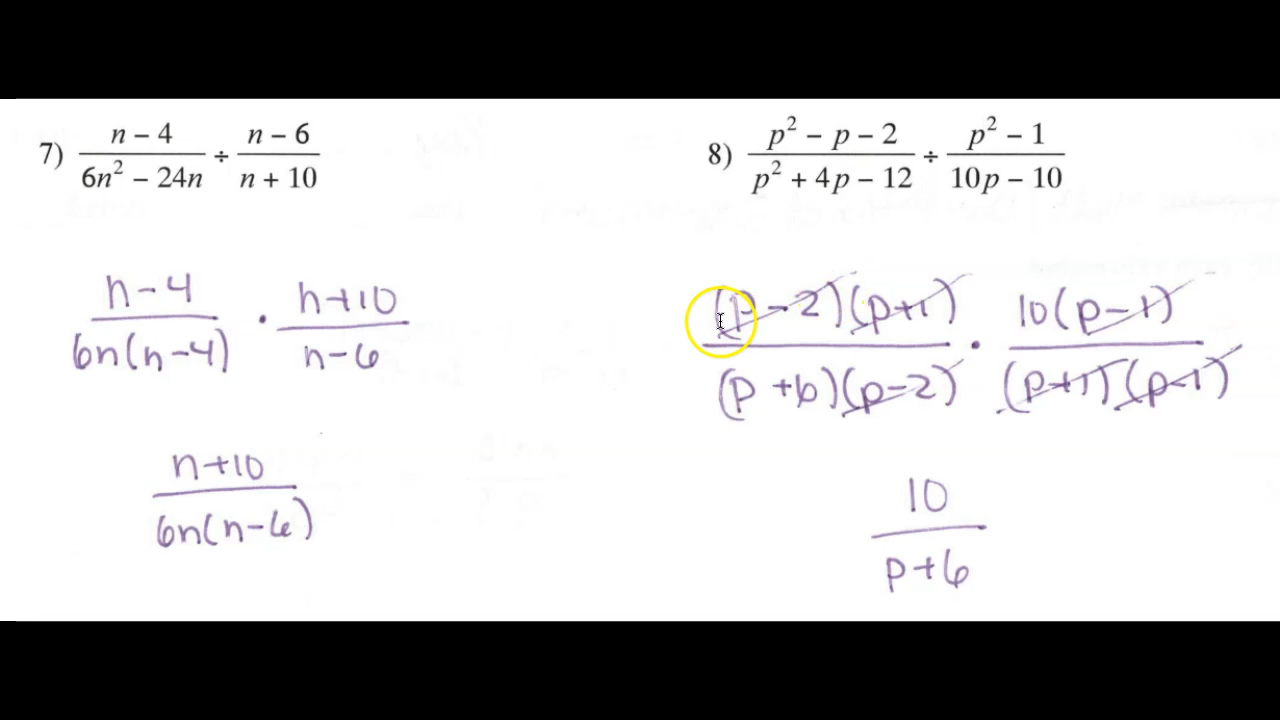 7) (n − 4)/(6n² − 24n) ÷ (n − 6)/(n + 10)
(n − 4)/(6n(n − 4)) · (n + 10)/(n − 6)
(n + 10)/(6n(n − 6))
8) (p² − p − 2)/(p² + 4p − 12) ÷ (p² − 1)/(10p − 10)
((p − 2)(p + 1))/((p + 6)(p − 2)) · (10(p − 1))/((p + 1)(p − 1))
10/(p + 6)